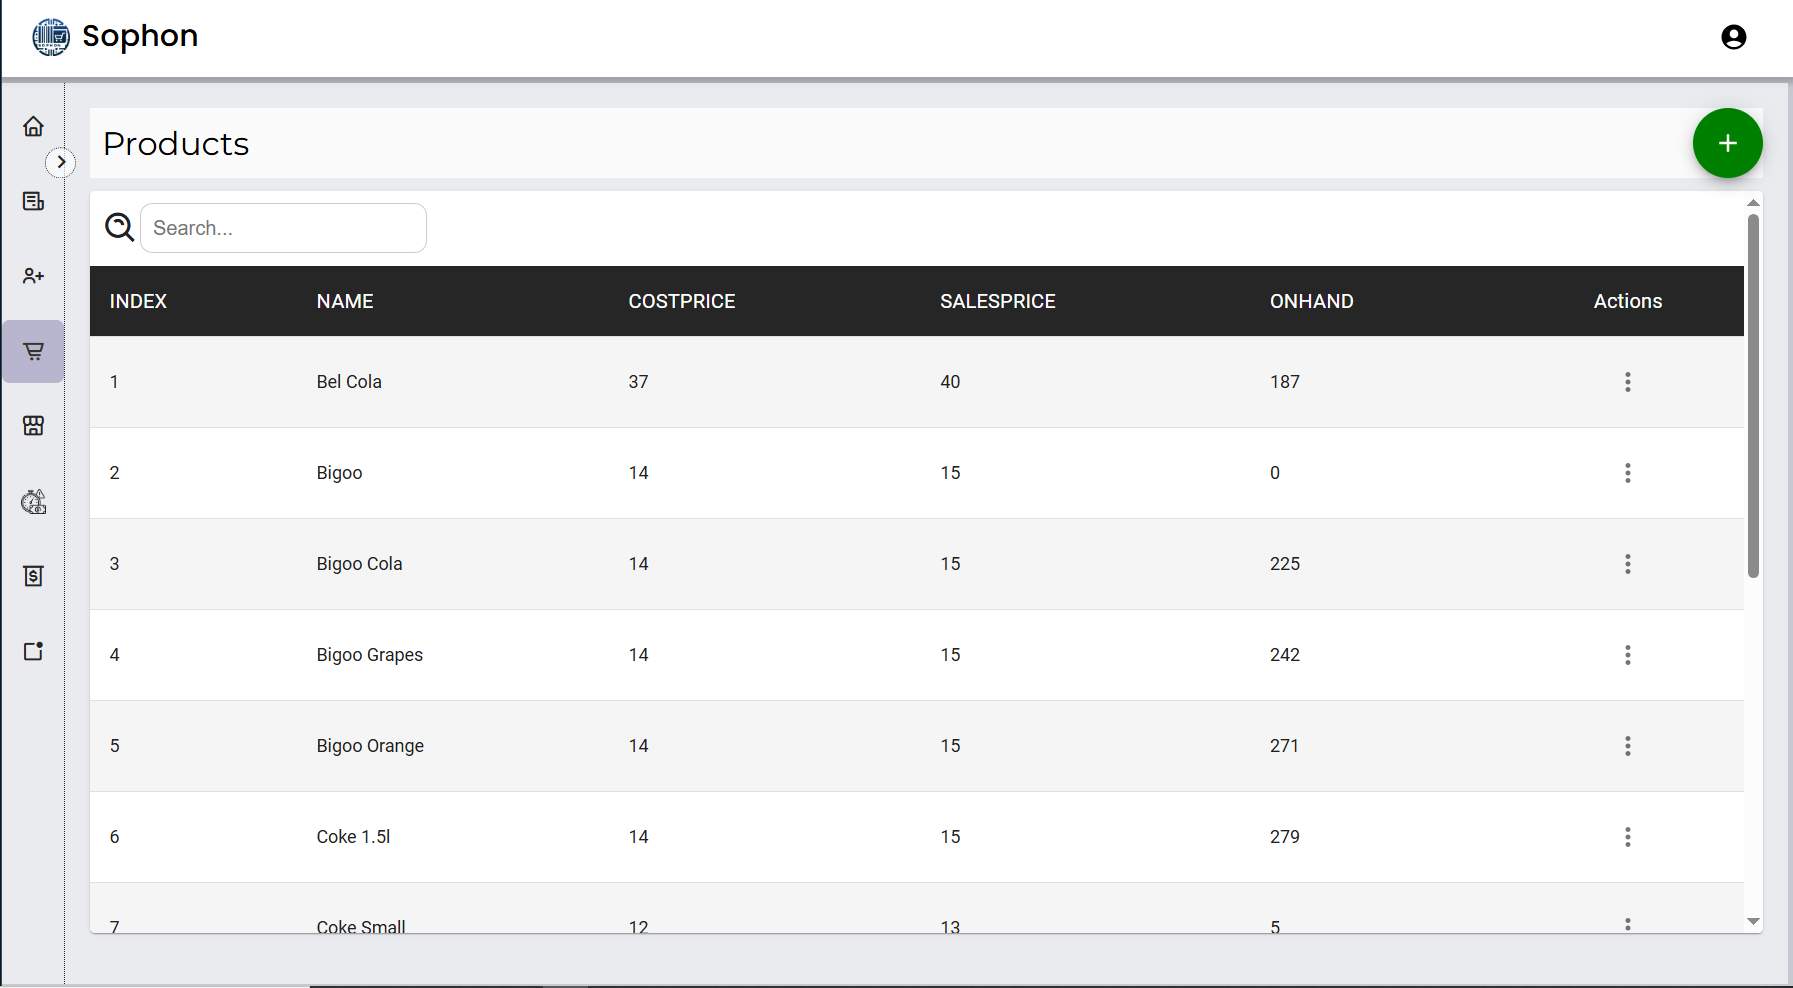 Sophon
Products
+
Search...
INDEX NAME COSTPRICE SALESPRICE ONHAND Actions
1 Bel Cola 37 40 187
2 Bigoo 14 15 0
3 Bigoo Cola 14 15 225
4 Bigoo Grapes 14 15 242
5 Bigoo Orange 14 15 271
6 Coke 1.5l 14 15 279
7 Coke Small 12 13 5